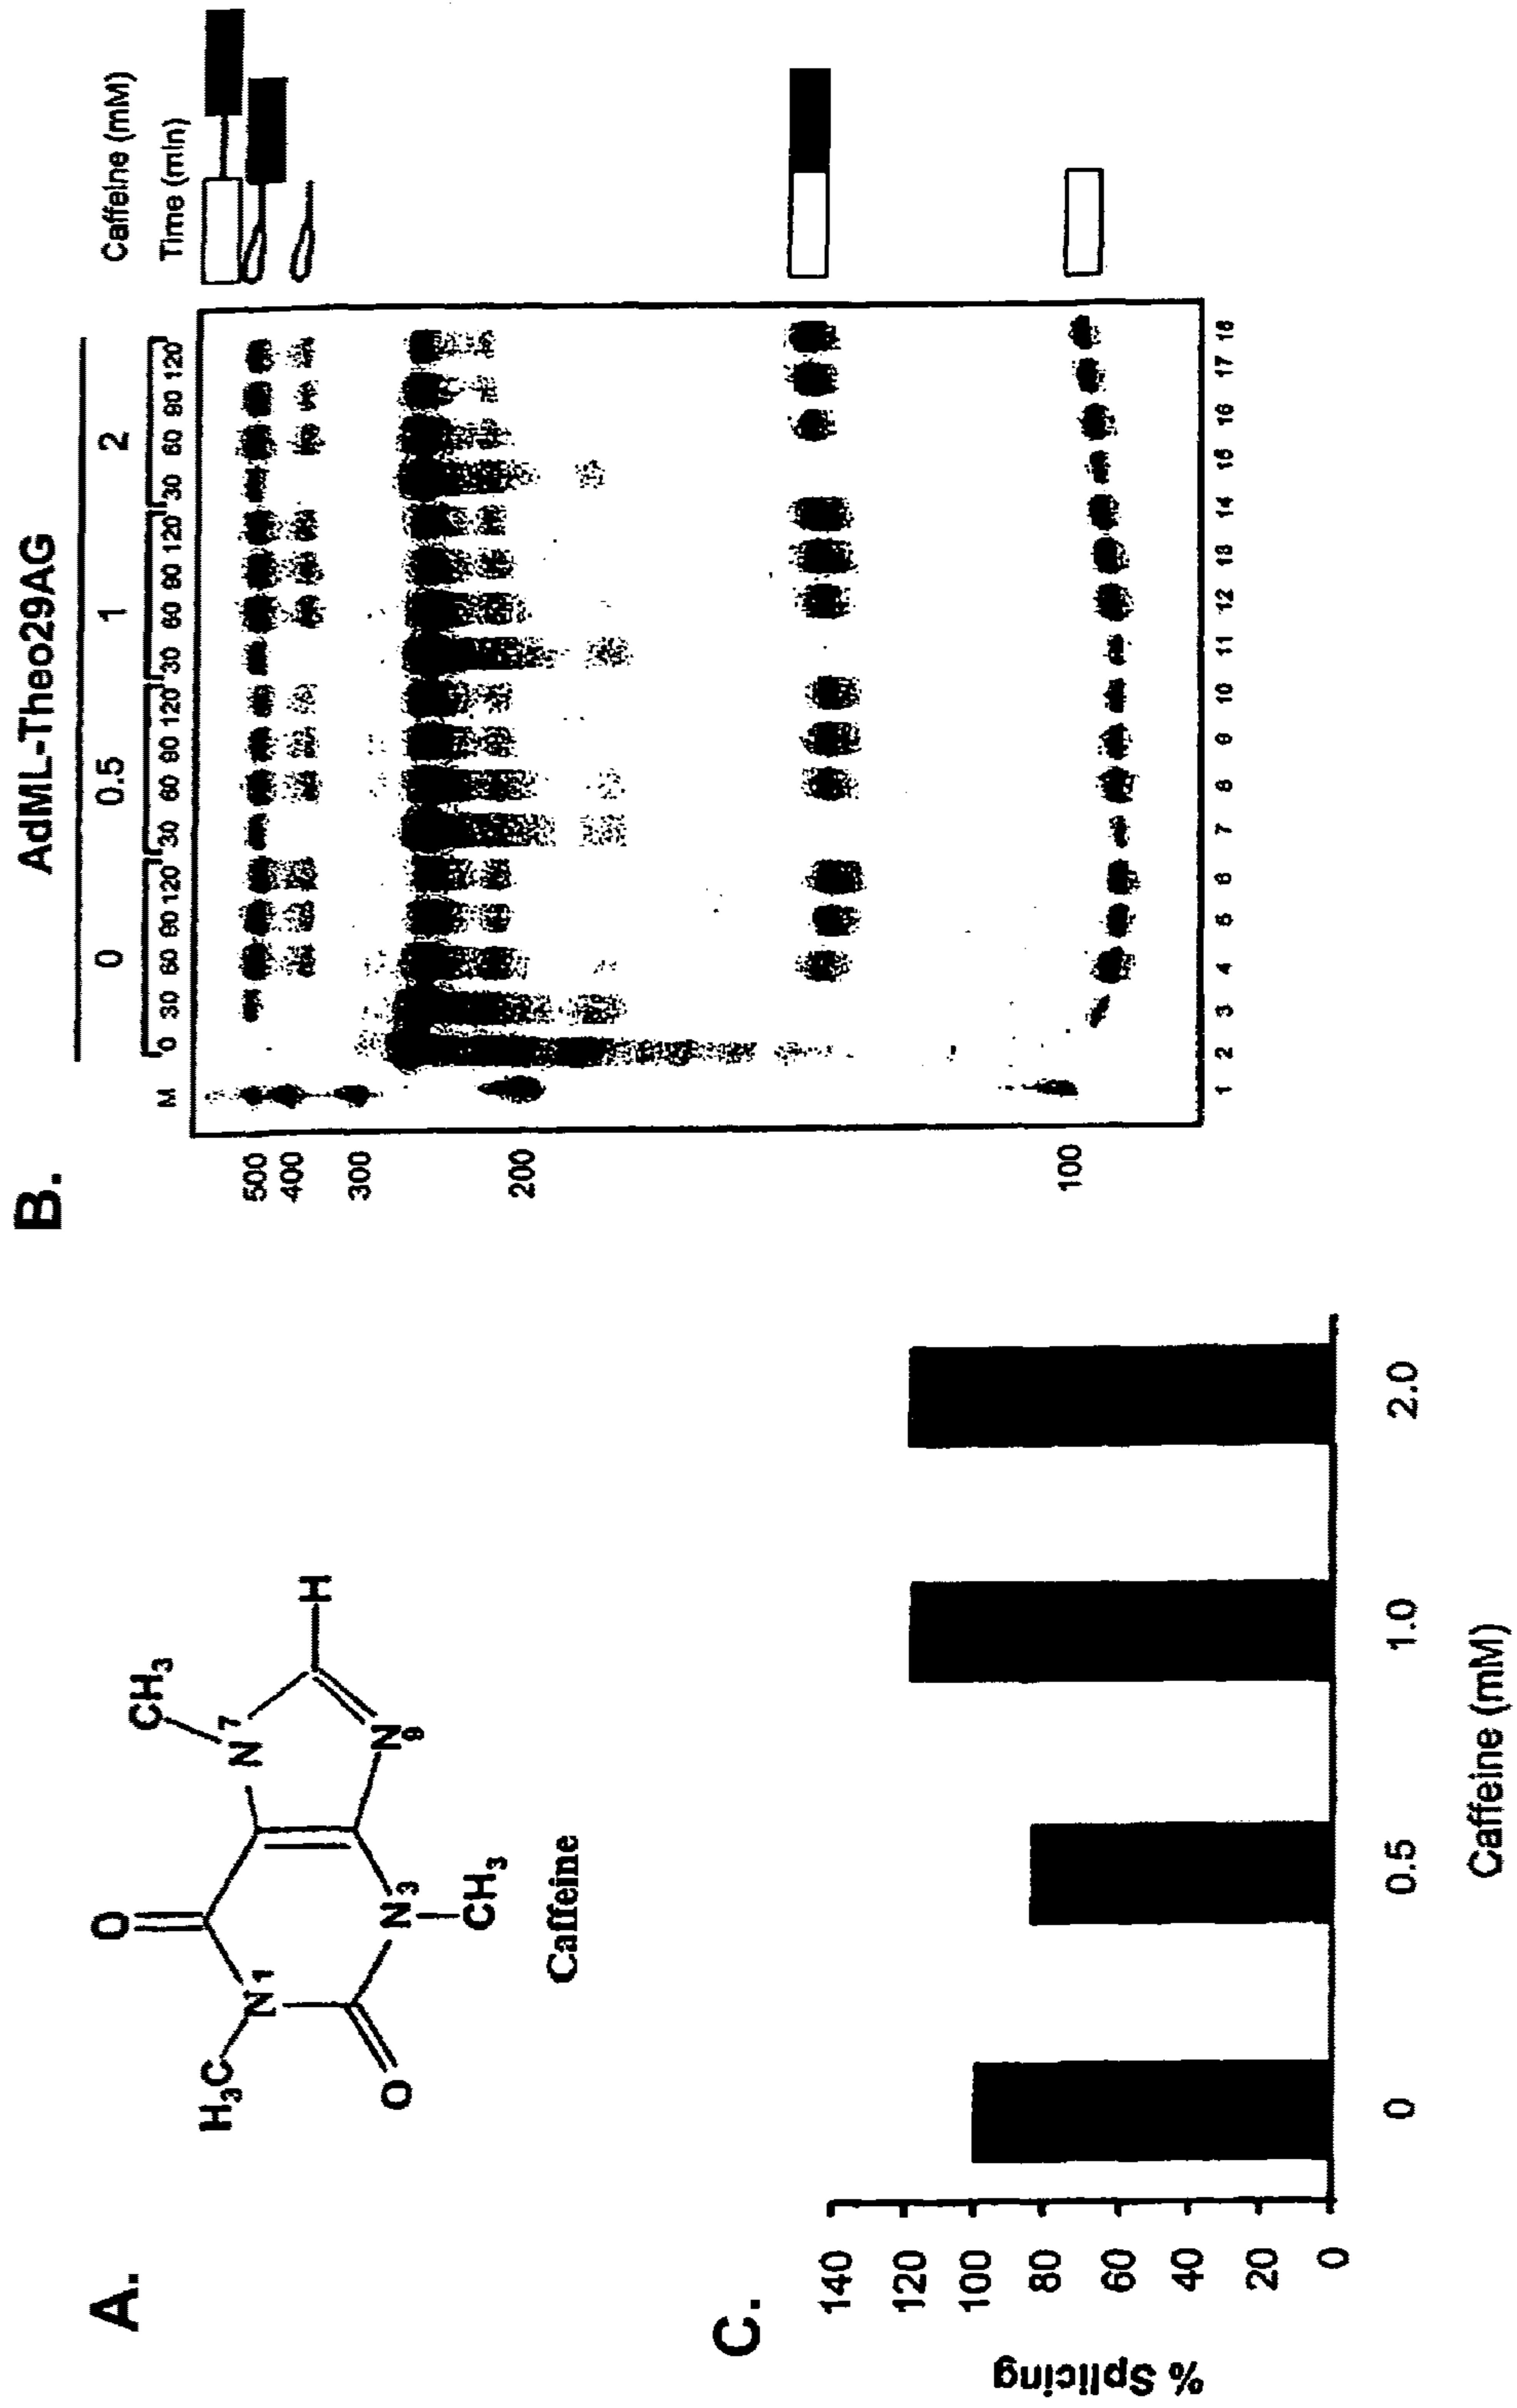 A.
O
H₃C
N1
CH₃
N7
H
N9
N3
CH₃
O
Caffeine
B.
AdML-Theo29AG
0 0.5 1 2 Caffeine (mM)
M 0 30 60 90 120 30 60 90 120 30 60 90 120 30 60 90 120 Time (min)
500
400
300
200
100
1 2 3 4 5 6 7 8 9 10 11 12 13 14 15 16 17 18
C.
% Splicing
140
120
100
80
60
40
20
0
0 0.5 1.0 2.0
Caffeine (mM)